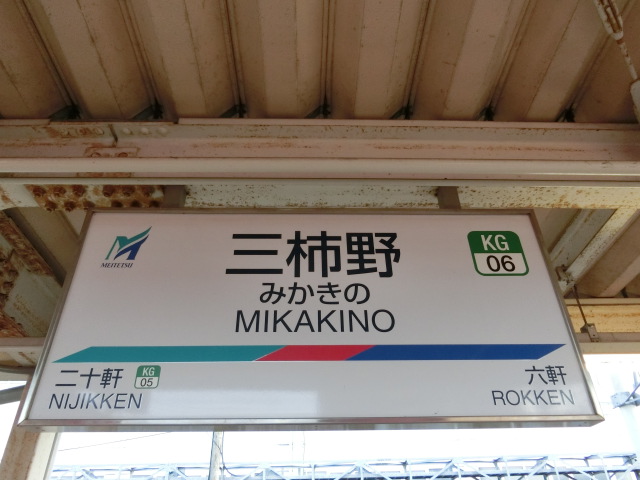 MEITETSU
三柿野
みかきの
MIKAKINO
KG
06
二十軒
KG
05
NIJIKKEN
六軒
ROKKEN